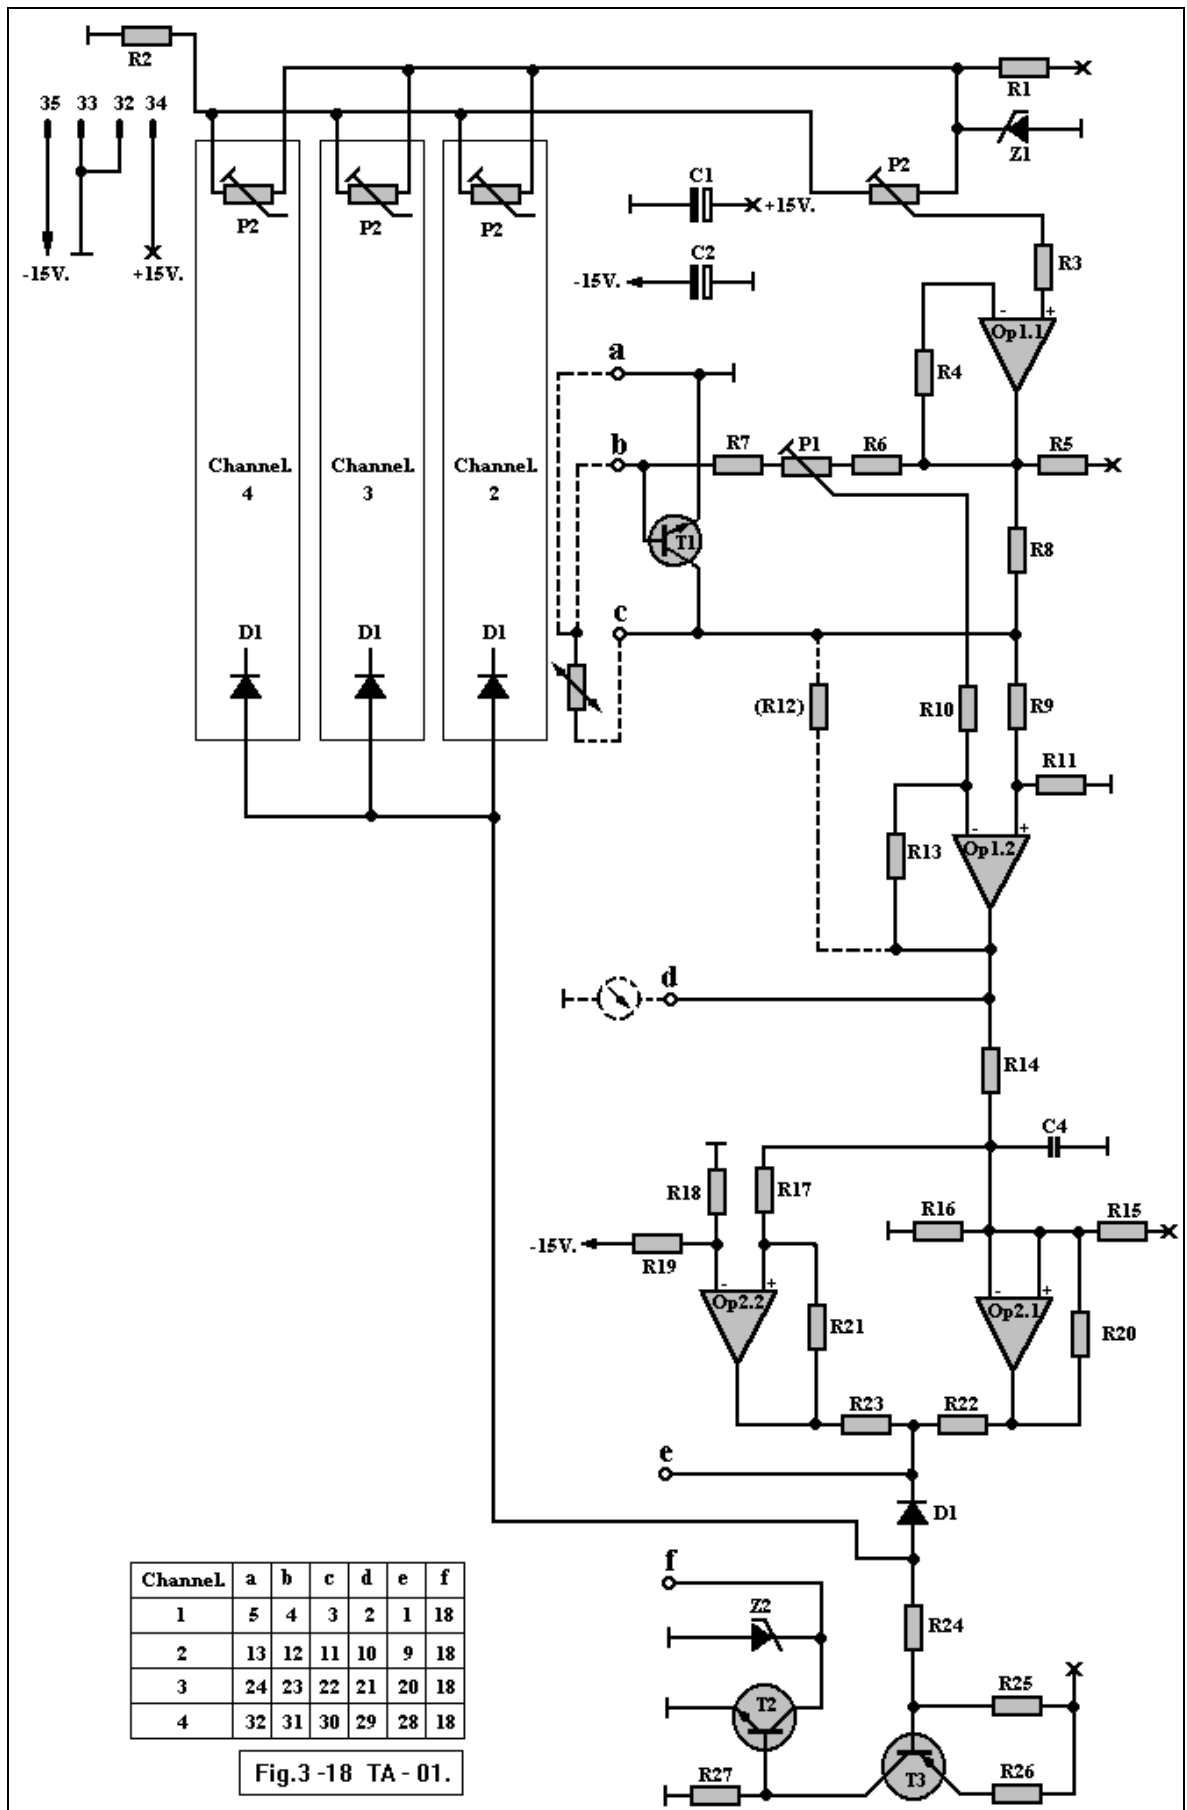 R2
R1
35 33 32 34
Z1
C1
P2
+15V.
P2 P2 P2
-15V. +15V.
C2
R3
-15V.
- +
Op1.1
a
R4
b R7 P1 R6 R5
Channel. Channel. Channel.
4 3 2
T1
R8
c
D1 D1 D1
(R12) R10 R9
R11
- +
R13 Op1.2
d
R14
C4
R18 R17
R16 R15
-15V.
R19
- +
Op2.2
- +
Op2.1
R21 R20
R23 R22
e
D1
f
Z2
R24
T2
R25
R27 T3 R26
Channel. a b c d e f
1 5 4 3 2 1 18
2 13 12 11 10 9 18
3 24 23 22 21 20 18
4 32 31 30 29 28 18
Fig.3 -18 TA - 01.